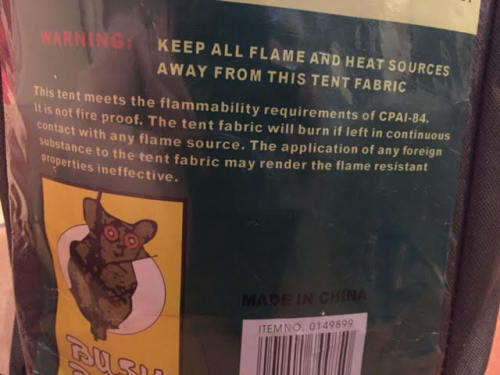 WARNING: KEEP ALL FLAME AND HEAT SOURCES
AWAY FROM THIS TENT FABRIC
This tent meets the flammability requirements of CPAI-84.
It is not fire proof. The tent fabric will burn if left in continuous
contact with any flame source. The application of any foreign
substance to the tent fabric may render the flame resistant
properties ineffective.
MADE IN CHINA
ITEM NO. 0149899
BUSH